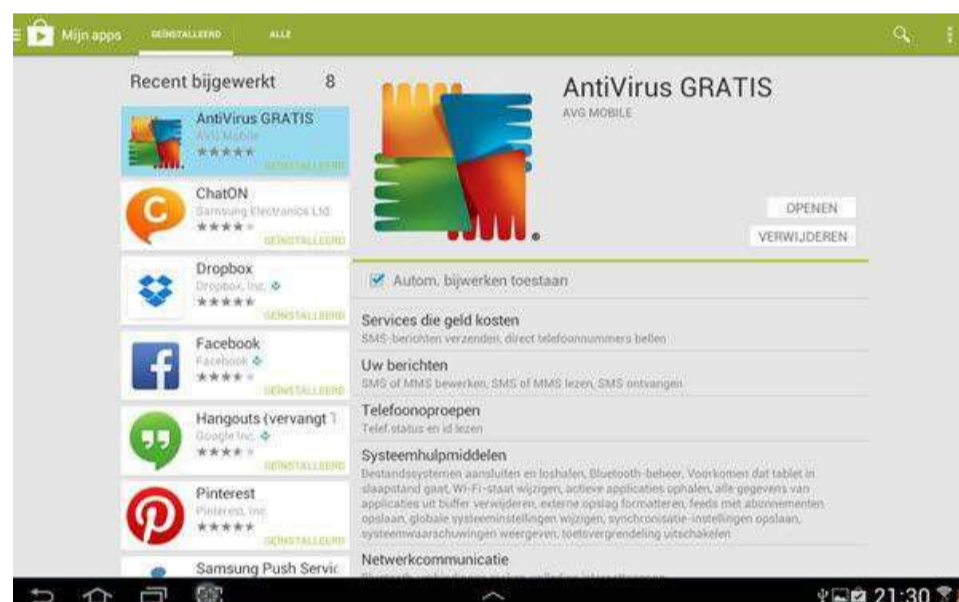 Mijn apps GEÏNSTALLEERD ALLE
Recent bijgewerkt 8
AntiVirus GRATIS
AVG Mobile
GEÏNSTALLEERD
ChatON
Samsung Electronics Ltd.
GEÏNSTALLEERD
Dropbox
Dropbox, Inc.
GEÏNSTALLEERD
Facebook
Facebook
GEÏNSTALLEERD
Hangouts (vervangt
Google Inc.
GEÏNSTALLEERD
Pinterest
Pinterest, Inc.
GEÏNSTALLEERD
Samsung Push Servic
AntiVirus GRATIS
AVG MOBILE
OPENEN
VERWIJDEREN
Autom. bijwerken toestaan
Services die geld kosten
SMS-berichten verzenden, direct telefoonnummers bellen
Uw berichten
SMS of MMS bewerken, SMS of MMS lezen, SMS ontvangen
Telefoonoproepen
Telef.status en id lezen
Systeemhulpmiddelen
Bestandssystemen aansluiten en loshalen, Bluetooth-beheer, Voorkomen dat tablet in
slaapstand gaat, Wi-Fi-staat wijzigen, actieve applicaties ophalen, alle gegevens van
applicaties uit buffer verwijderen, externe opslag formatteren, feeds met abonnementen
opslaan, globale systeeminstellingen wijzigen, synchronisatie-instellingen opslaan,
systeemwaarschuwingen weergeven, toetsvergrendeling uitschakelen
Netwerkcommunicatie
21:30